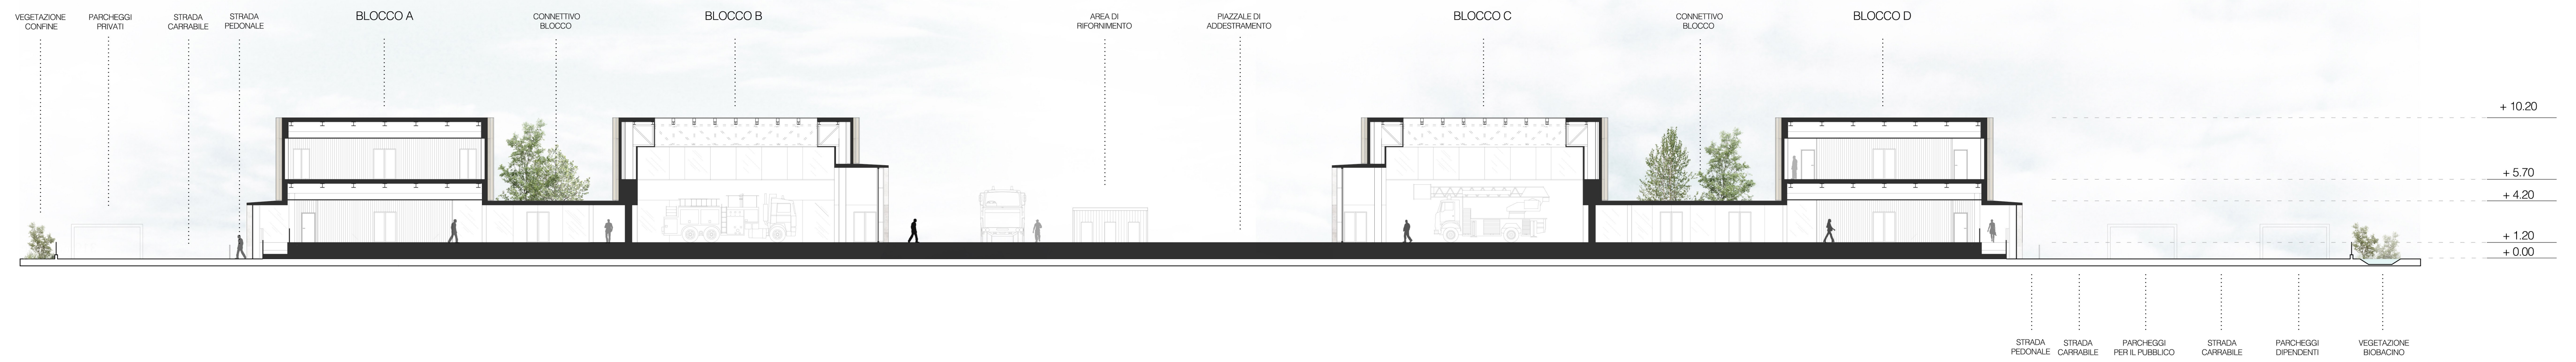 VEGETAZIONE
CONFINE
PARCHEGGI
PRIVATI
STRADA
CARRABILE
STRADA
PEDONALE
BLOCCO A
CONNETTIVO
BLOCCO
BLOCCO B
AREA DI
RIFORNIMENTO
PIAZZALE DI
ADDESTRAMENTO
BLOCCO C
CONNETTIVO
BLOCCO
BLOCCO D
+ 10.20
+ 5.70
+ 4.20
+ 1.20
+ 0.00
STRADA
PEDONALE
STRADA
CARRABILE
PARCHEGGI
PER IL PUBBLICO
STRADA
CARRABILE
PARCHEGGI
DIPENDENTI
VEGETAZIONE
BIOBACINO